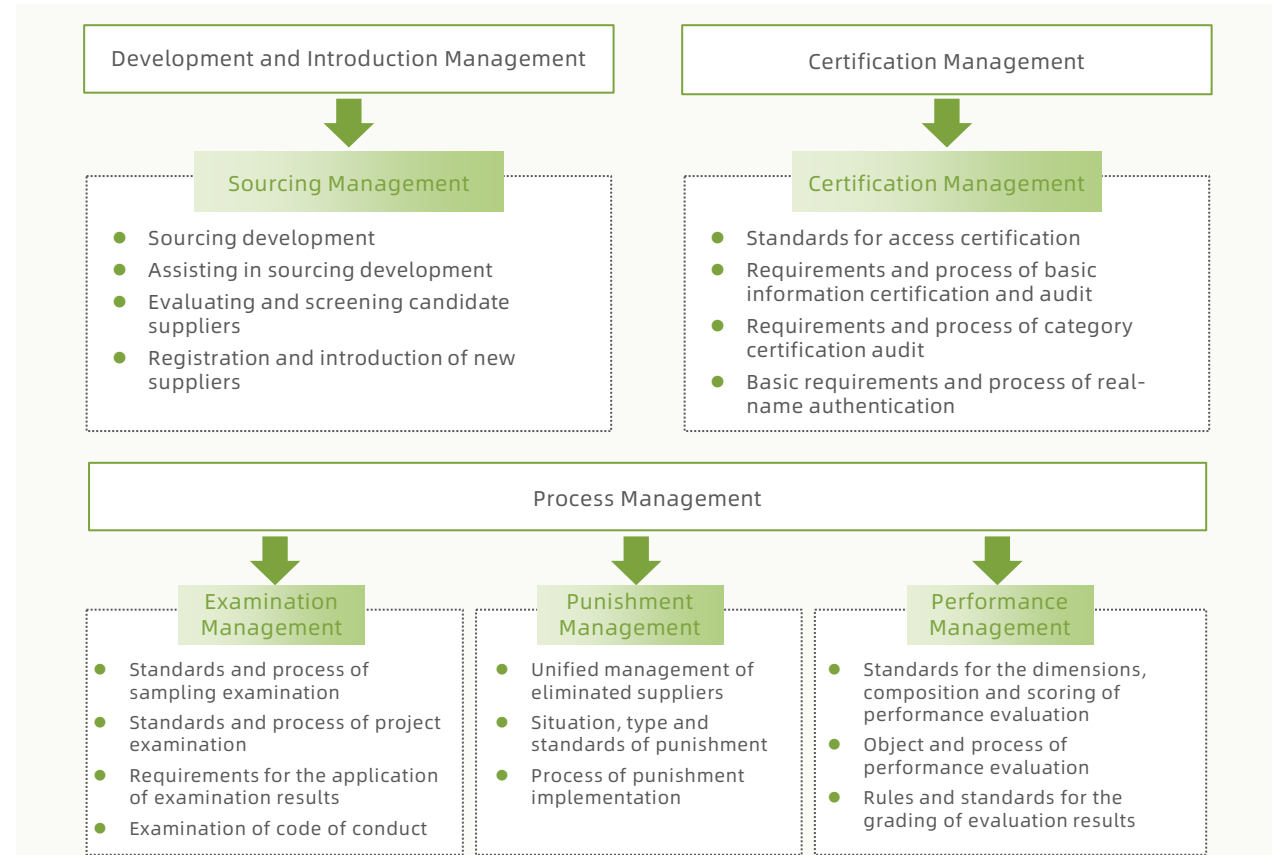 Development and Introduction Management
Certification Management
Sourcing Management
Sourcing development
Assisting in sourcing development
Evaluating and screening candidate
suppliers
Registration and introduction of new
suppliers
Certification Management
Standards for access certification
Requirements and process of basic
information certification and audit
Requirements and process of category
certification audit
Basic requirements and process of real-
name authentication
Process Management
Examination
Management
Standards and process of
sampling examination
Standards and process of project
examination
Requirements for the application
of examination results
Examination of code of conduct
Punishment
Management
Unified management of
eliminated suppliers
Situation, type and
standards of punishment
Process of punishment
implementation
Performance
Management
Standards for the dimensions,
composition and scoring of
performance evaluation
Object and process of
performance evaluation
Rules and standards for the
grading of evaluation results